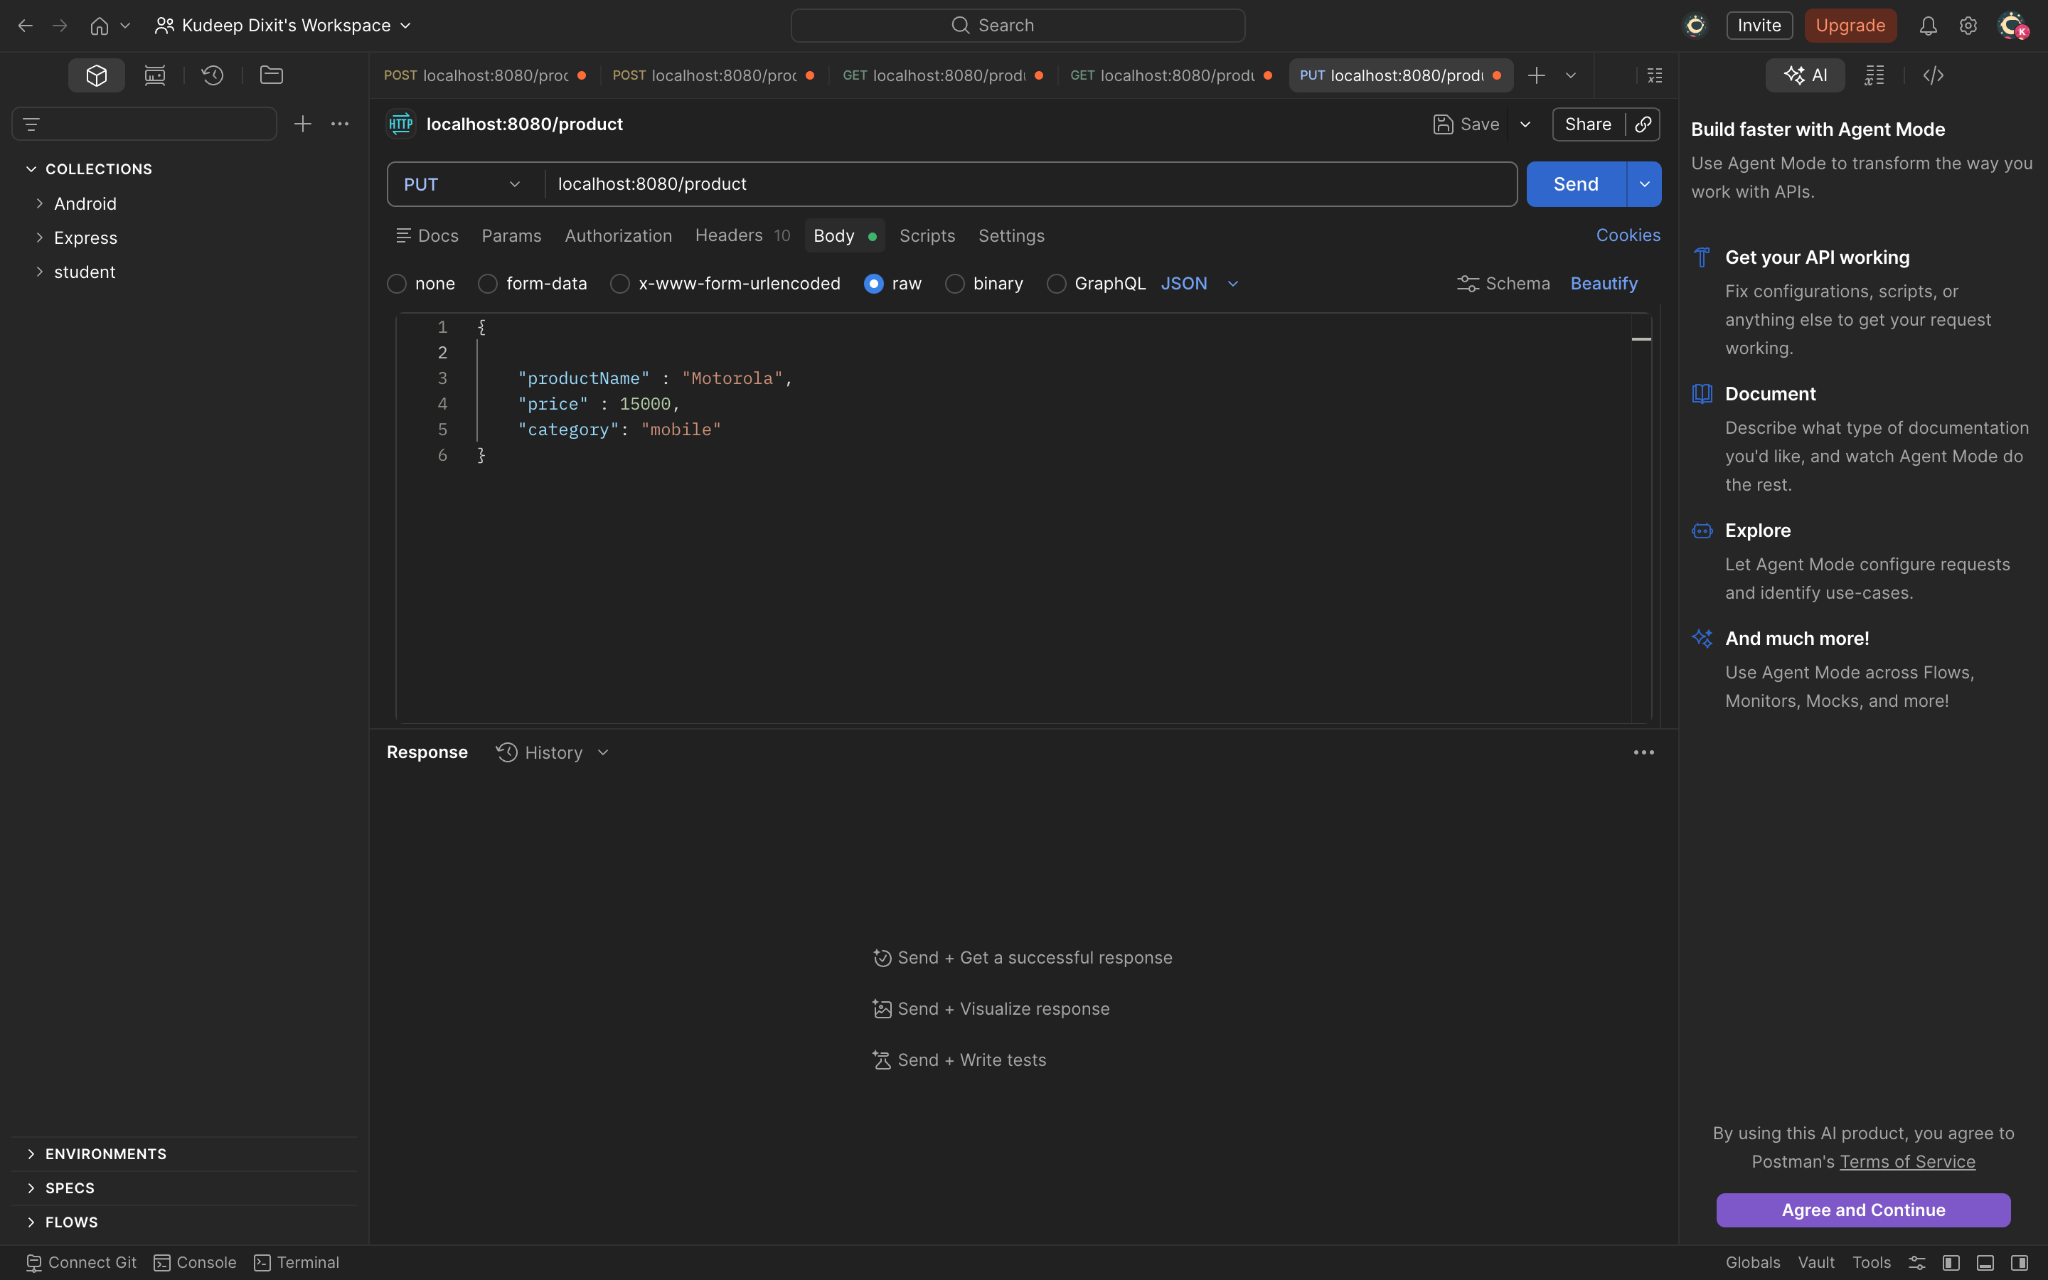 Kudeep Dixit's Workspace
Search
Invite
Upgrade
K
POST localhost:8080/proc
POST localhost:8080/proc
GET localhost:8080/produ
GET localhost:8080/produ
PUT localhost:8080/produ
AI
COLLECTIONS
Android
Express
student
HTTP localhost:8080/product
Save
Share
PUT
localhost:8080/product
Send
Docs
Params
Authorization
Headers 10
Body
Scripts
Settings
Cookies
none
form-data
x-www-form-urlencoded
raw
binary
GraphQL
JSON
Schema
Beautify
1 {
2
3 "productName" : "Motorola",
4 "price" : 15000,
5 "category": "mobile"
6 }
Response
History
Send + Get a successful response
Send + Visualize response
Send + Write tests
Build faster with Agent Mode
Use Agent Mode to transform the way you
work with APIs.
Get your API working
Fix configurations, scripts, or
anything else to get your request
working.
Document
Describe what type of documentation
you'd like, and watch Agent Mode do
the rest.
Explore
Let Agent Mode configure requests
and identify use-cases.
And much more!
Use Agent Mode across Flows,
Monitors, Mocks, and more!
By using this AI product, you agree to
Postman's Terms of Service
Agree and Continue
ENVIRONMENTS
SPECS
FLOWS
Connect Git
Console
Terminal
Globals
Vault
Tools